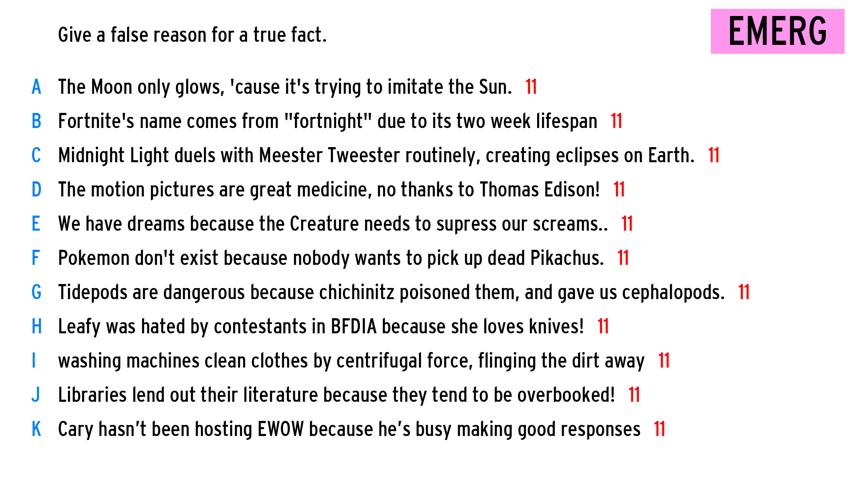 Give a false reason for a true fact.
EMERG
A The Moon only glows, 'cause it's trying to imitate the Sun. 11
B Fortnite's name comes from "fortnight" due to its two week lifespan 11
C Midnight Light duels with Meester Tweester routinely, creating eclipses on Earth. 11
D The motion pictures are great medicine, no thanks to Thomas Edison! 11
E We have dreams because the Creature needs to supress our screams.. 11
F Pokemon don't exist because nobody wants to pick up dead Pikachus. 11
G Tidepods are dangerous because chichinitz poisoned them, and gave us cephalopods. 11
H Leafy was hated by contestants in BFDIA because she loves knives! 11
I washing machines clean clothes by centrifugal force, flinging the dirt away 11
J Libraries lend out their literature because they tend to be overbooked! 11
K Cary hasn’t been hosting EWOW because he’s busy making good responses 11